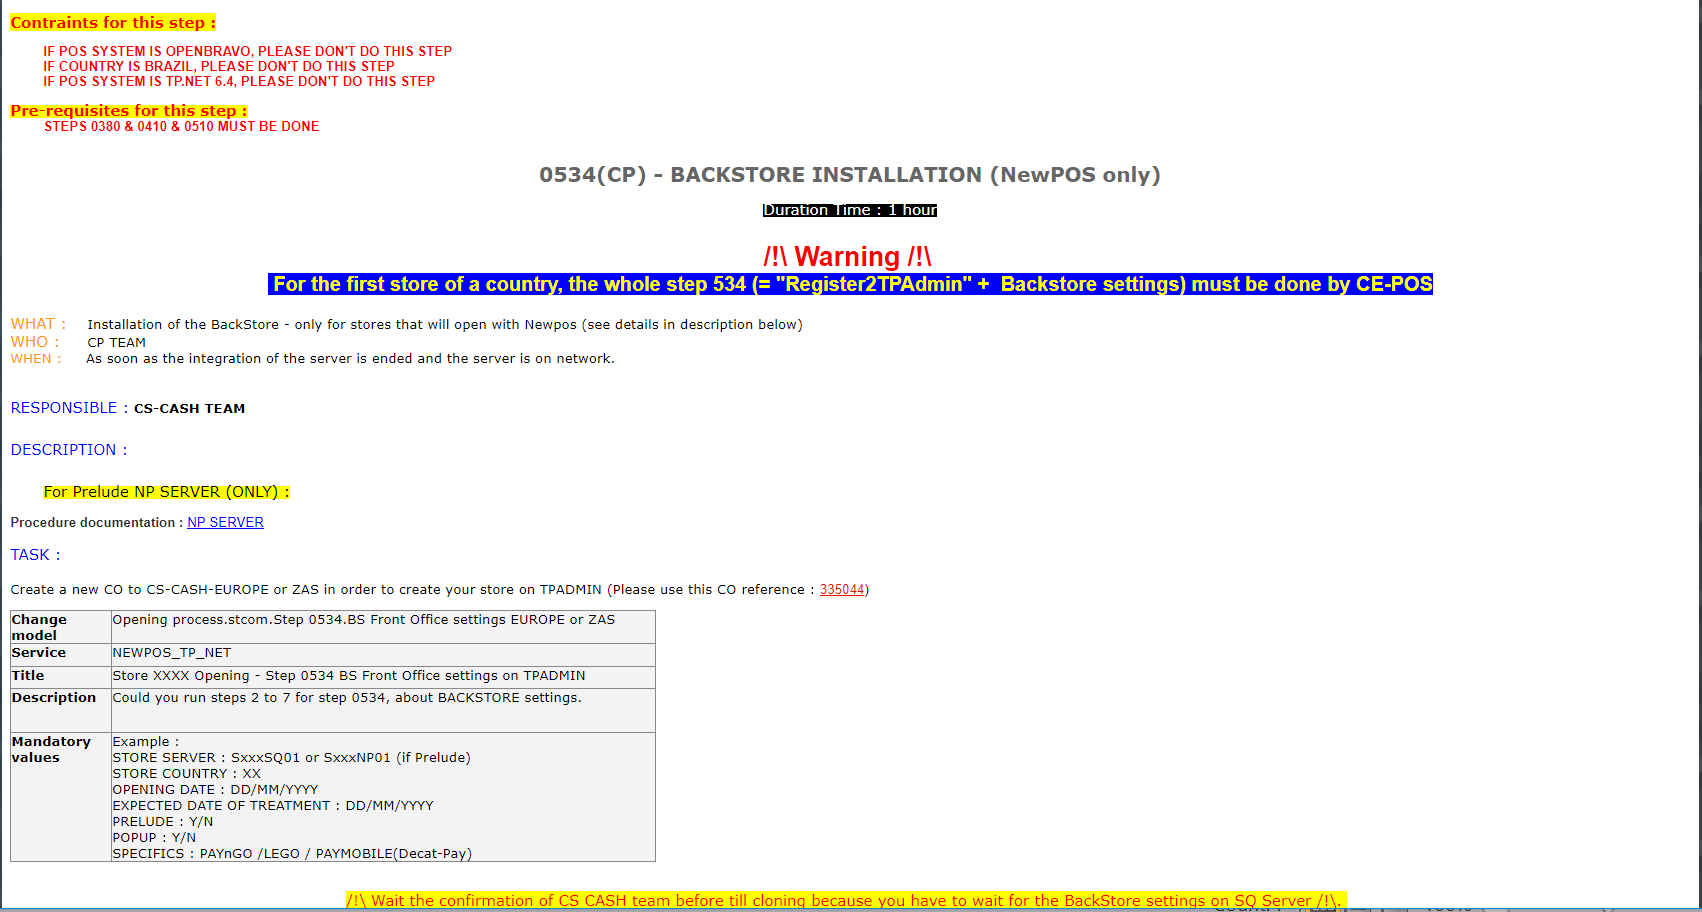 Contraints for this step :
IF POS SYSTEM IS OPENBRAVO, PLEASE DON'T DO THIS STEP
IF COUNTRY IS BRAZIL, PLEASE DON'T DO THIS STEP
IF POS SYSTEM IS TP.NET 6.4, PLEASE DON'T DO THIS STEP
Pre-requisites for this step :
STEPS 0380 & 0410 & 0510 MUST BE DONE
0534(CP) - BACKSTORE INSTALLATION (NewPOS only)
Duration Time : 1 hour
/!\ Warning /!\
For the first store of a country, the whole step 534 (= "Register2TPAdmin" + Backstore settings) must be done by CE-POS
WHAT : Installation of the BackStore - only for stores that will open with Newpos (see details in description below)
WHO : CP TEAM
WHEN : As soon as the integration of the server is ended and the server is on network.
RESPONSIBLE : CS-CASH TEAM
DESCRIPTION :
For Prelude NP SERVER (ONLY) :
Procedure documentation : NP SERVER
TASK :
Create a new CO to CS-CASH-EUROPE or ZAS in order to create your store on TPADMIN (Please use this CO reference : 335044)
Change model Opening process.stcom.Step 0534.BS Front Office settings EUROPE or ZAS
Service NEWPOS_TP_NET
Title Store XXXX Opening - Step 0534 BS Front Office settings on TPADMIN
Description Could you run steps 2 to 7 for step 0534, about BACKSTORE settings.
Mandatory values Example :
STORE SERVER : SxxxSQ01 or SxxxNP01 (if Prelude)
STORE COUNTRY : XX
OPENING DATE : DD/MM/YYYY
EXPECTED DATE OF TREATMENT : DD/MM/YYYY
PRELUDE : Y/N
POPUP : Y/N
SPECIFICS : PAYnGO /LEGO / PAYMOBILE(Decat-Pay)
/!\ Wait the confirmation of CS CASH team before till cloning because you have to wait for the BackStore settings on SQ Server /!\.